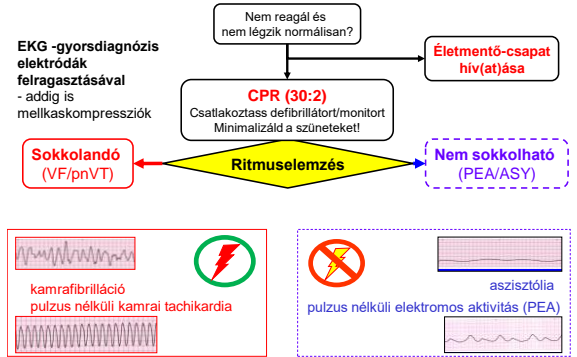 Nem reagál és
nem légzik normálisan?
EKG -gyorsdiagnózis
elektródák
felragasztásával
- addig is
mellkaskompressziók
Életmentő-csapat
hív(at)ása
CPR (30:2)
Csatlakoztass defibrillátort/monitort
Minimalizáld a szüneteket!
Sokkolandó
(VF/pnVT)
Ritmuselemzés
Nem sokkolható
(PEA/ASY)
kamrafibrilláció
pulzus nélküli kamrai tachikardia
aszisztólia
pulzus nélküli elektromos aktivitás (PEA)